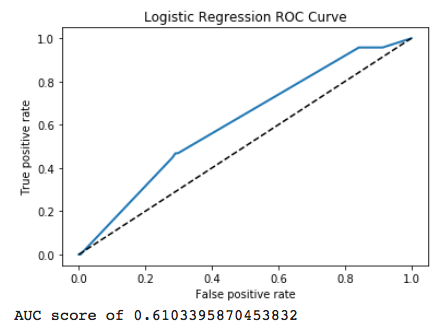 Logistic Regression ROC Curve
1.0
0.8
0.6
0.4
0.2
0.0
True positive rate
0.0 0.2 0.4 0.6 0.8 1.0
False positive rate
AUC score of 0.6103395870453832